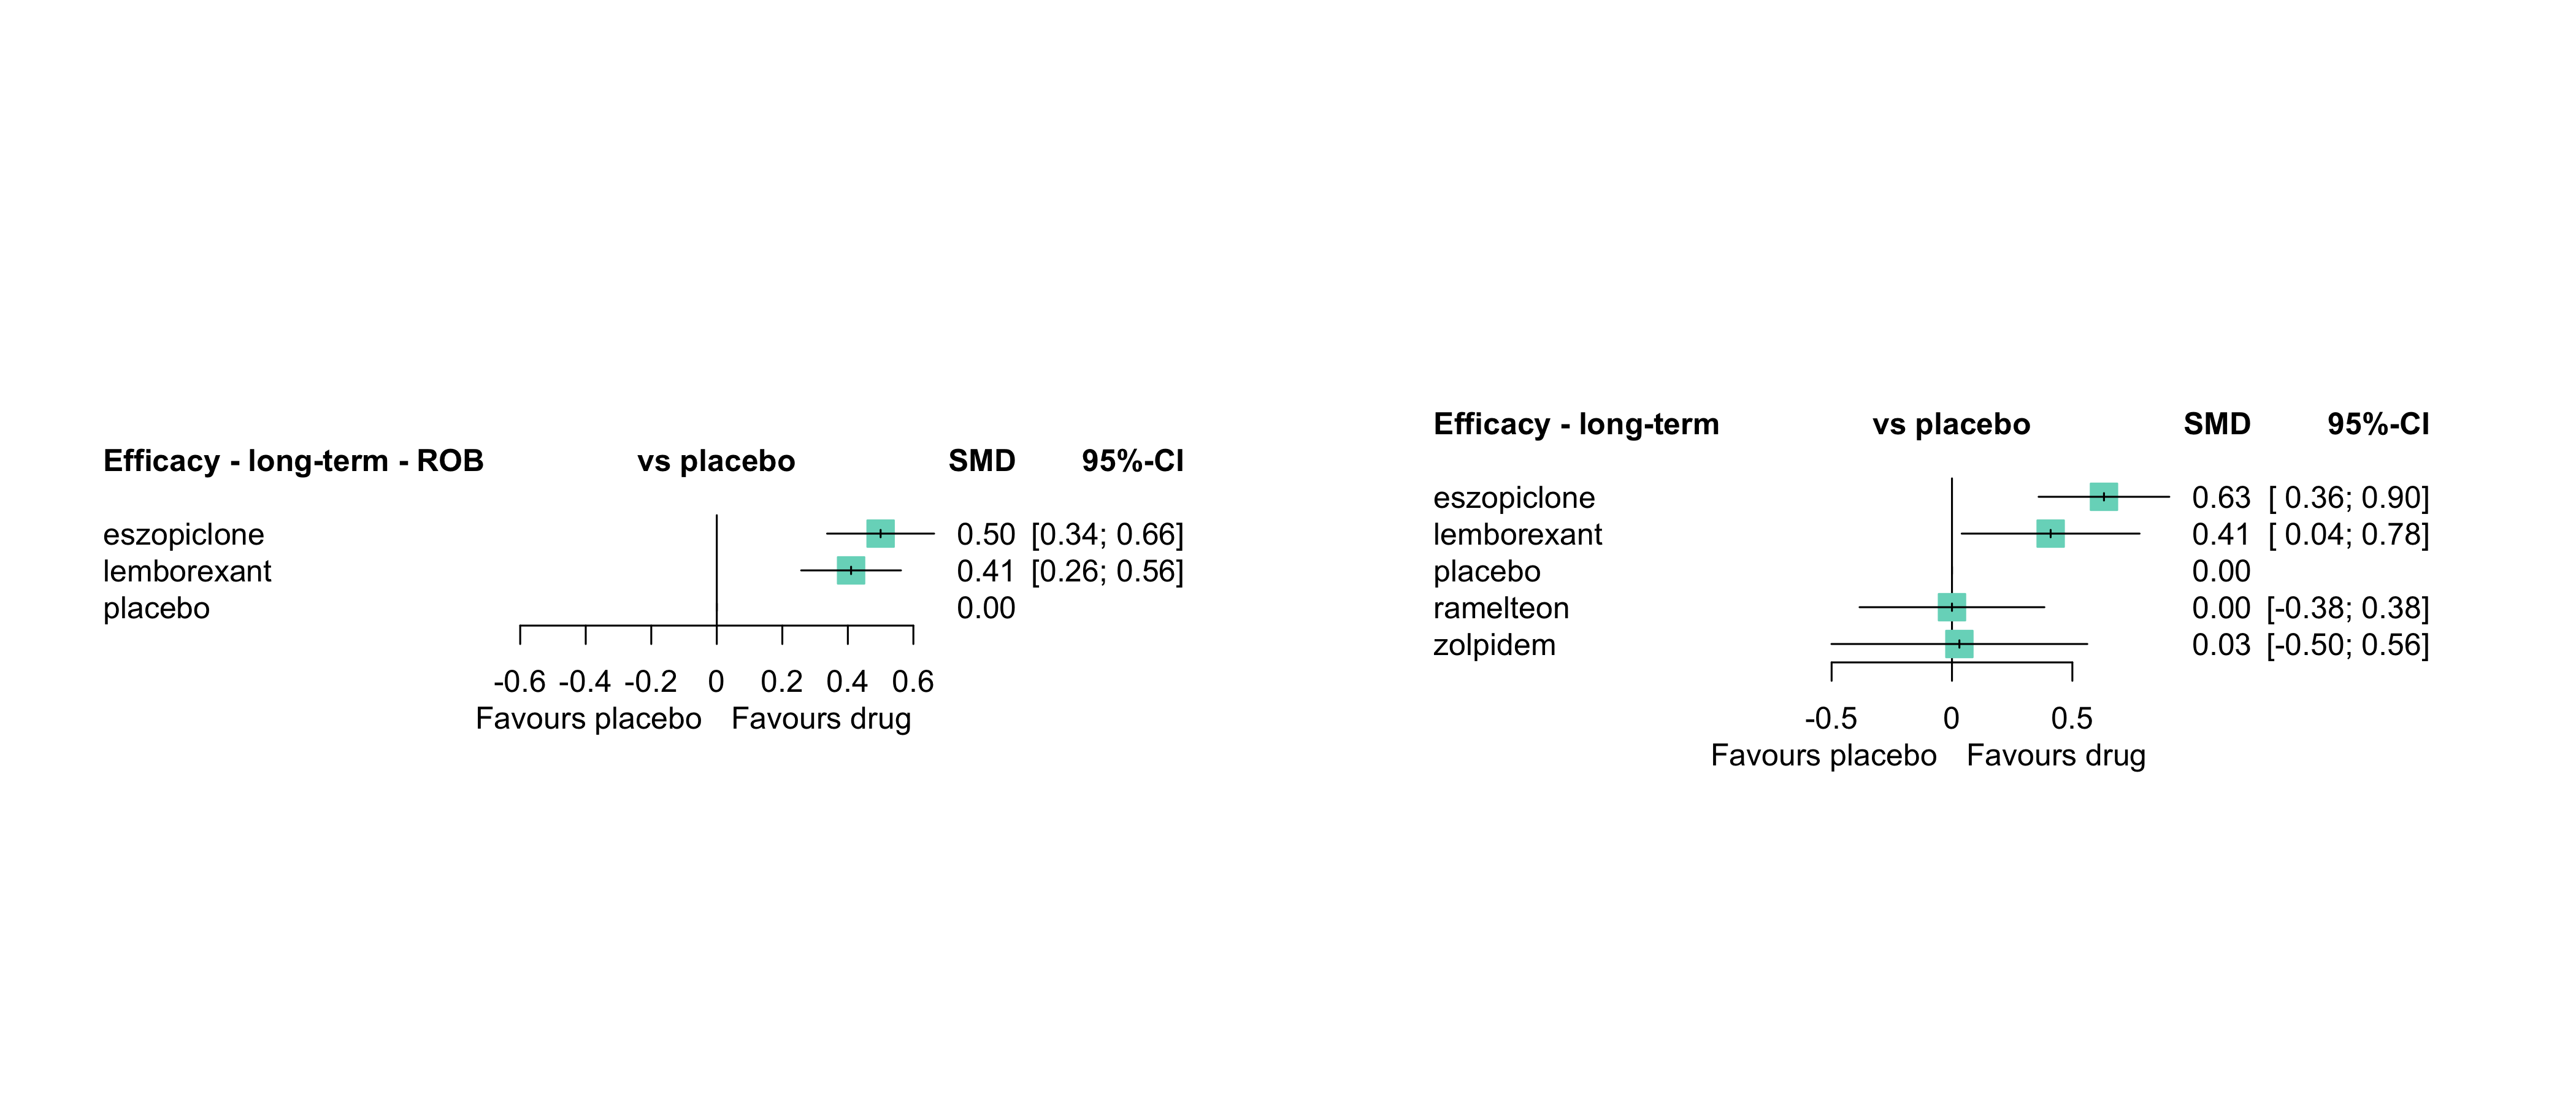 Efficacy - long-term - ROB vs placebo SMD 95%-CI
eszopiclone 0.50 [0.34; 0.66]
lemborexant 0.41 [0.26; 0.56]
placebo 0.00
-0.6 -0.4 -0.2 0 0.2 0.4 0.6
Favours placebo Favours drug
Efficacy - long-term vs placebo SMD 95%-CI
eszopiclone 0.63 [ 0.36; 0.90]
lemborexant 0.41 [ 0.04; 0.78]
placebo 0.00
ramelteon 0.00 [-0.38; 0.38]
zolpidem 0.03 [-0.50; 0.56]
-0.5 0 0.5
Favours placebo Favours drug